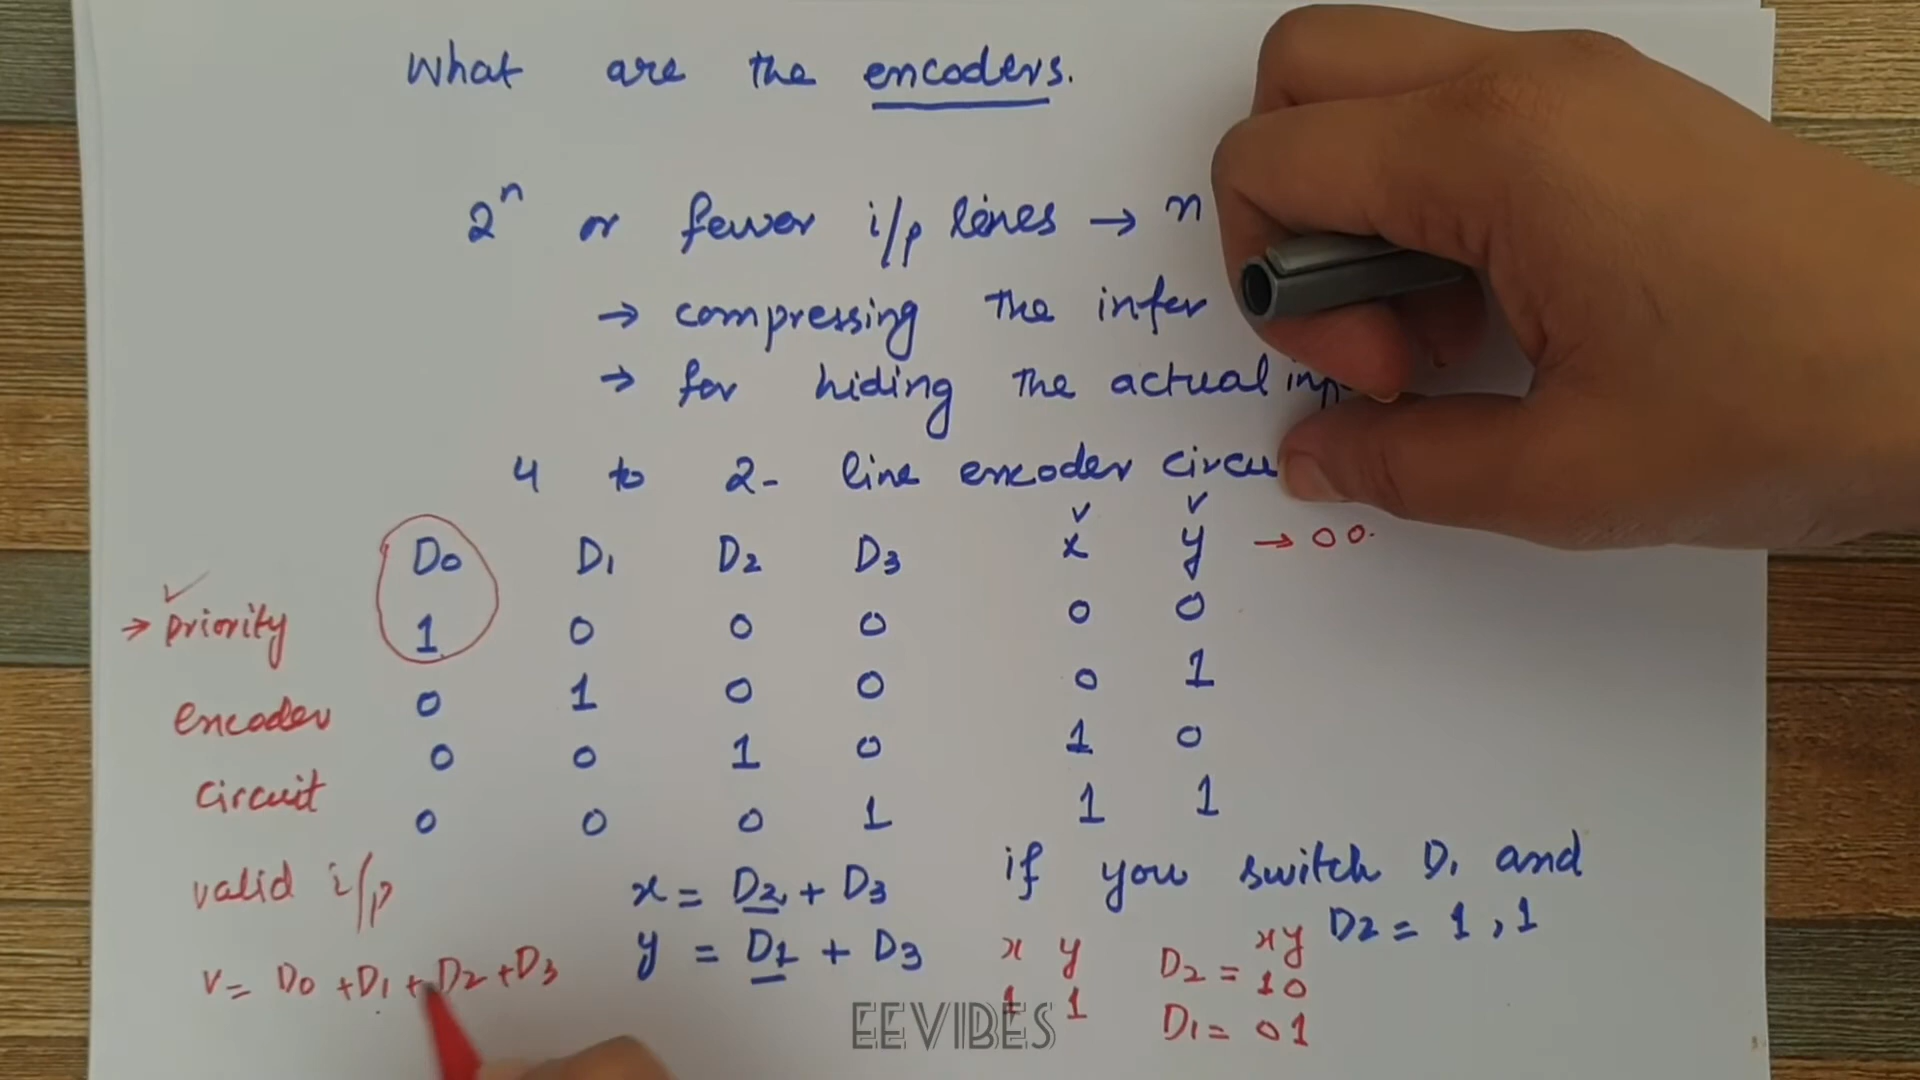 What are the encoders.
2^n or fewer i/p lines → n
→ compressing the infor
→ for hiding the actual inf
4 to 2- line encoder circu
D0 D1 D2 D3 x y → 00.
→ Priority 1 0 0 0 0 0
0 1 0 0 0 1
encoder
0 0 1 0 1 0
circuit
0 0 0 1 1 1
valid i/p
x = D2 + D3
if you switch D1 and
D2 = 1, 1
y = D1 + D3
v = D0 + D1 + D2 + D3
x y
1 1
xy
D2 = 10
D1 = 01
EEVIBES